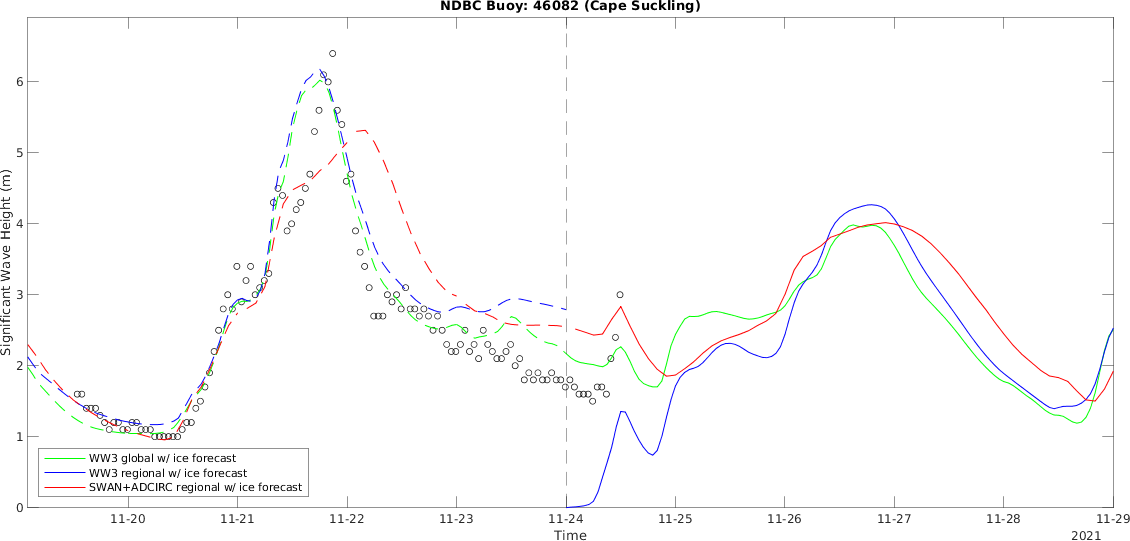 NDBC Buoy: 46082 (Cape Suckling)
Significant Wave Height (m)
6
5
4
3
2
1
0
WW3 global w/ ice forecast
WW3 regional w/ ice forecast
SWAN+ADCIRC regional w/ ice forecast
11-20 11-21 11-22 11-23 11-24 11-25 11-26 11-27 11-28 11-29
Time
2021